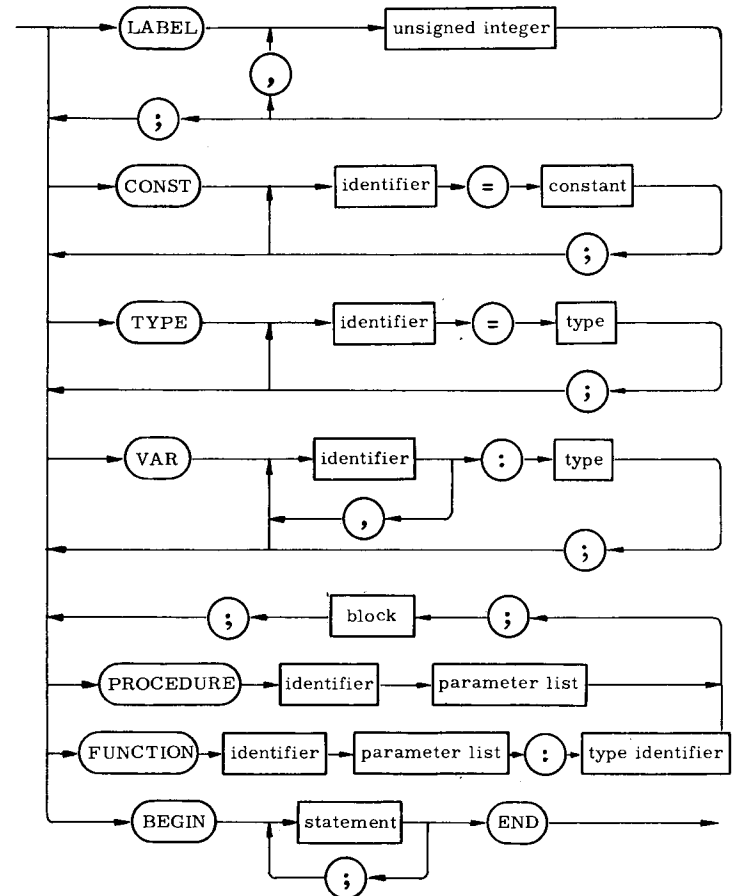 LABEL unsigned integer
,
;
CONST identifier = constant
;
TYPE identifier = type
;
VAR identifier : type
,
;
; block ;
PROCEDURE identifier parameter list
FUNCTION identifier parameter list : type identifier
BEGIN statement END
;